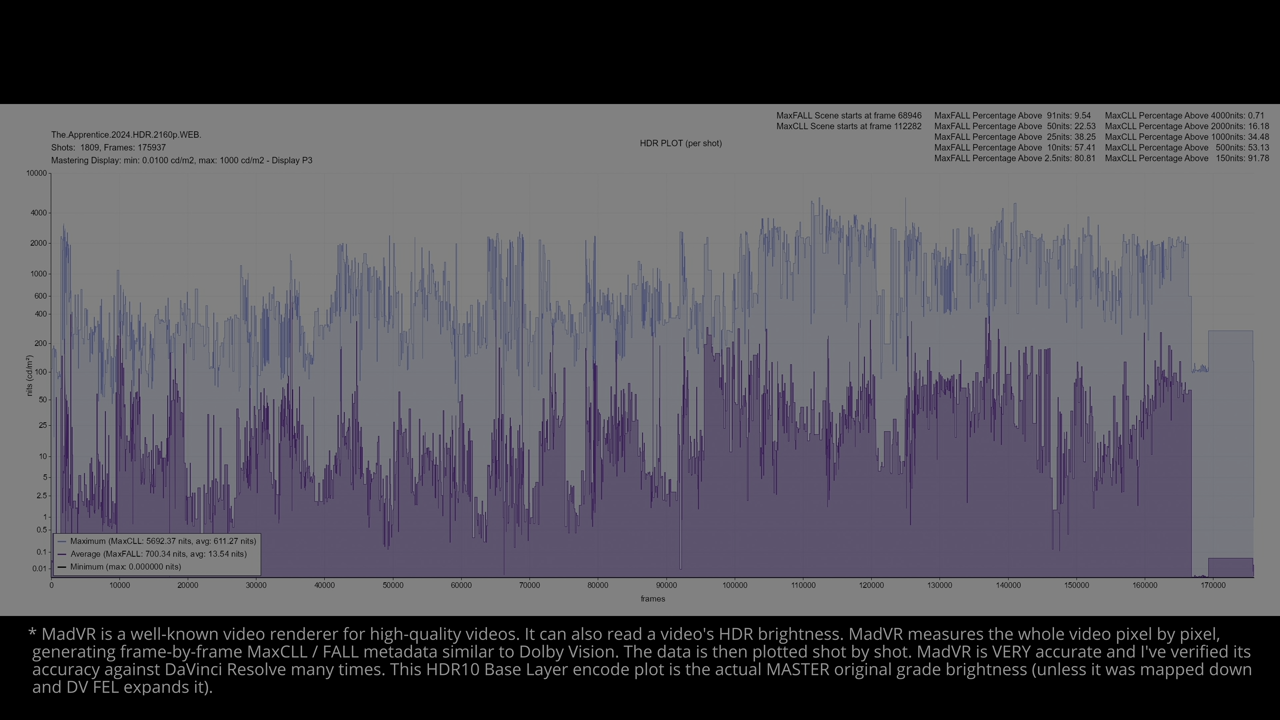 MaxFALL Scene starts at frame 68946
MaxCLL Scene starts at frame 112282
MaxFALL Percentage Above 91nits: 9.54
MaxFALL Percentage Above 50nits: 22.53
MaxFALL Percentage Above 25nits: 38.25
MaxFALL Percentage Above 10nits: 57.41
MaxFALL Percentage Above 2.5nits: 80.81
MaxCLL Percentage Above 4000nits: 0.71
MaxCLL Percentage Above 2000nits: 16.18
MaxCLL Percentage Above 1000nits: 34.48
MaxCLL Percentage Above 500nits: 53.13
MaxCLL Percentage Above 150nits: 91.78
The.Apprentice.2024.HDR.2160p.WEB.
Shots: 1809, Frames: 175937
Mastering Display: min: 0.0100 cd/m2, max: 1000 cd/m2 - Display P3
HDR PLOT (per shot)
10000
4000
2000
1000
600
400
200
100
50
25
10
5
2.5
1
0.5
0.1
0.01
nits (cd/m²)
Maximum (MaxCLL: 5692.37 nits, avg: 611.27 nits)
Average (MaxFALL: 700.34 nits, avg: 13.54 nits)
Minimum (max: 0.000000 nits)
0 10000 20000 30000 40000 50000 60000 70000 80000 90000 100000 110000 120000 130000 140000 150000 160000 170000
frames
* MadVR is a well-known video renderer for high-quality videos. It can also read a video's HDR brightness. MadVR measures the whole video pixel by pixel,
generating frame-by-frame MaxCLL / FALL metadata similar to Dolby Vision. The data is then plotted shot by shot. MadVR is VERY accurate and I've verified its
accuracy against DaVinci Resolve many times. This HDR10 Base Layer encode plot is the actual MASTER original grade brightness (unless it was mapped down
and DV FEL expands it).